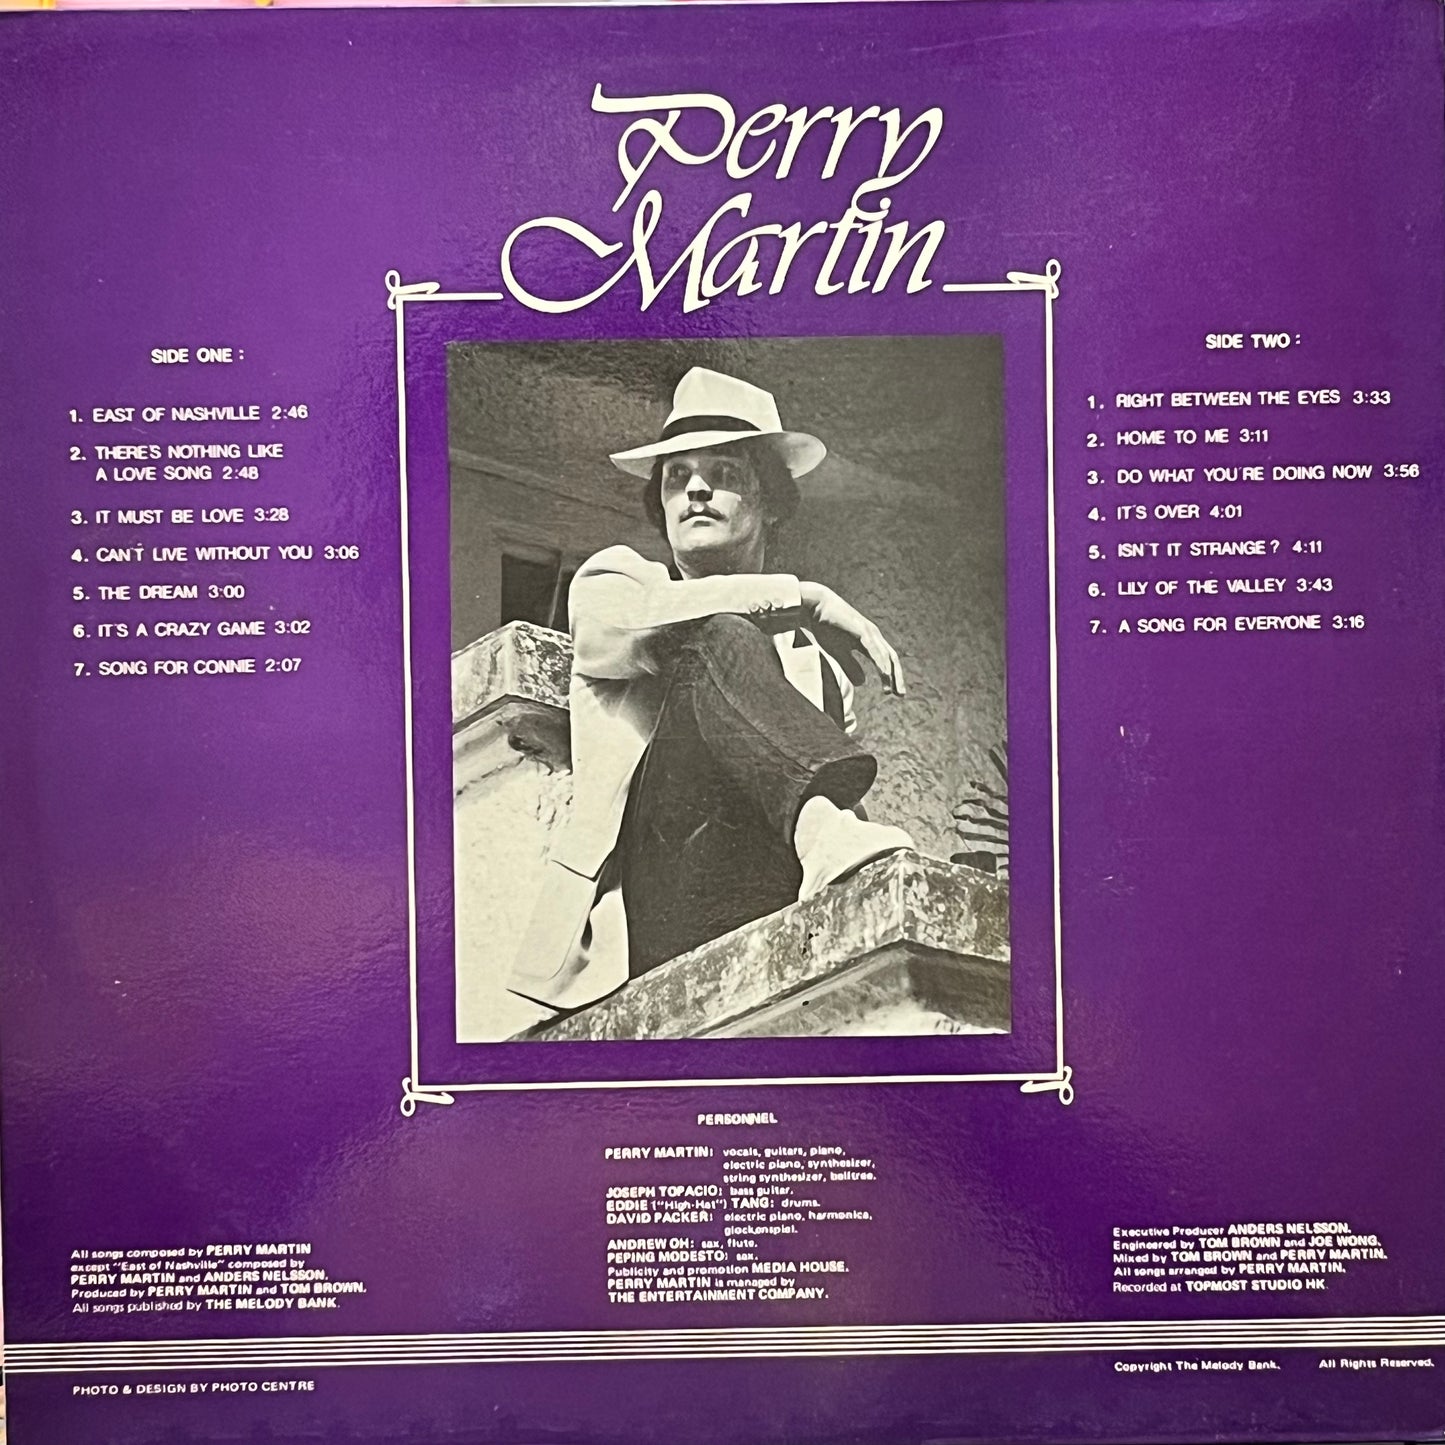 Perry
Martin
SIDE ONE :
1. EAST OF NASHVILLE 2:46
2. THERE'S NOTHING LIKE
A LOVE SONG 2:48
3. IT MUST BE LOVE 3:28
4. CAN'T LIVE WITHOUT YOU 3:06
5. THE DREAM 3:00
6. IT'S A CRAZY GAME 3:02
7. SONG FOR CONNIE 2:07
SIDE TWO :
1. RIGHT BETWEEN THE EYES 3:33
2. HOME TO ME 3:11
3. DO WHAT YOU'RE DOING NOW 3:56
4. IT'S OVER 4:01
5. ISN'T IT STRANGE? 4:11
6. LILY OF THE VALLEY 3:43
7. A SONG FOR EVERYONE 3:16
PERSONNEL
PERRY MARTIN: vocals, guitars, piano,
electric piano, synthesizer,
string synthesizer, belltree.
JOSEPH TOPACIO: bass guitar.
EDDIE ("High-Hat") TANG: drums.
DAVID PACKER: electric piano, harmonica,
glockenspiel.
ANDREW OH: sax, flute.
PEPING MODESTO: sax.
Publicity and promotion MEDIA HOUSE.
PERRY MARTIN is managed by
THE ENTERTAINMENT COMPANY.
All songs composed by PERRY MARTIN
except "East of Nashville" composed by
PERRY MARTIN and ANDERS NELSSON.
Produced by PERRY MARTIN and TOM BROWN.
All songs published by THE MELODY BANK.
Executive Producer ANDERS NELSSON.
Engineered by TOM BROWN and JOE WONG.
Mixed by TOM BROWN and PERRY MARTIN.
All songs arranged by PERRY MARTIN.
Recorded at TOPMOST STUDIO HK.
PHOTO & DESIGN BY PHOTO CENTRE
Copyright The Melody Bank. All Rights Reserved.